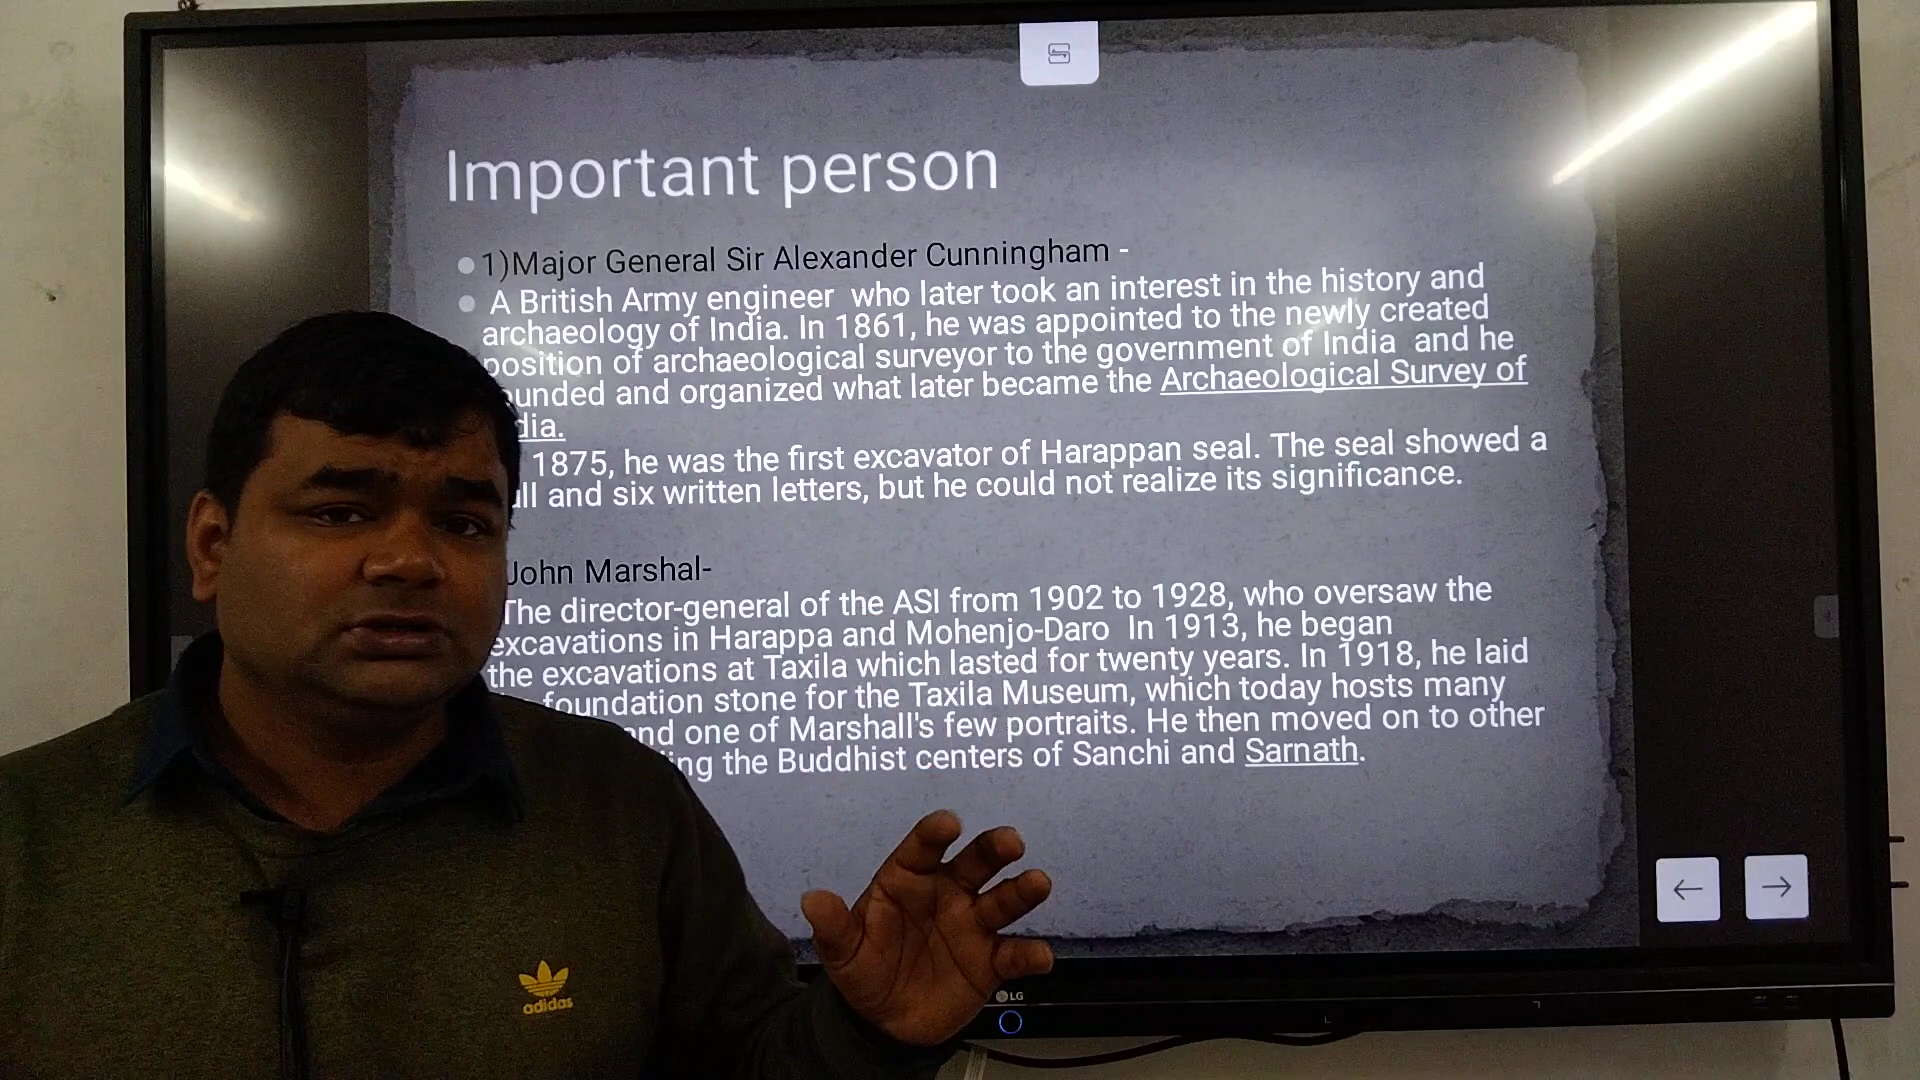 Important person
1)Major General Sir Alexander Cunningham -
A British Army engineer who later took an interest in the history and
archaeology of India. In 1861, he was appointed to the newly created
position of archaeological surveyor to the government of India and he
unded and organized what later became the Archaeological Survey of
dia.
1875, he was the first excavator of Harappan seal. The seal showed a
ll and six written letters, but he could not realize its significance.
John Marshal-
The director-general of the ASI from 1902 to 1928, who oversaw the
excavations in Harappa and Mohenjo-Daro In 1913, he began
the excavations at Taxila which lasted for twenty years. In 1918, he laid
foundation stone for the Taxila Museum, which today hosts many
nd one of Marshall's few portraits. He then moved on to other
ing the Buddhist centers of Sanchi and Sarnath.
adidas
LG